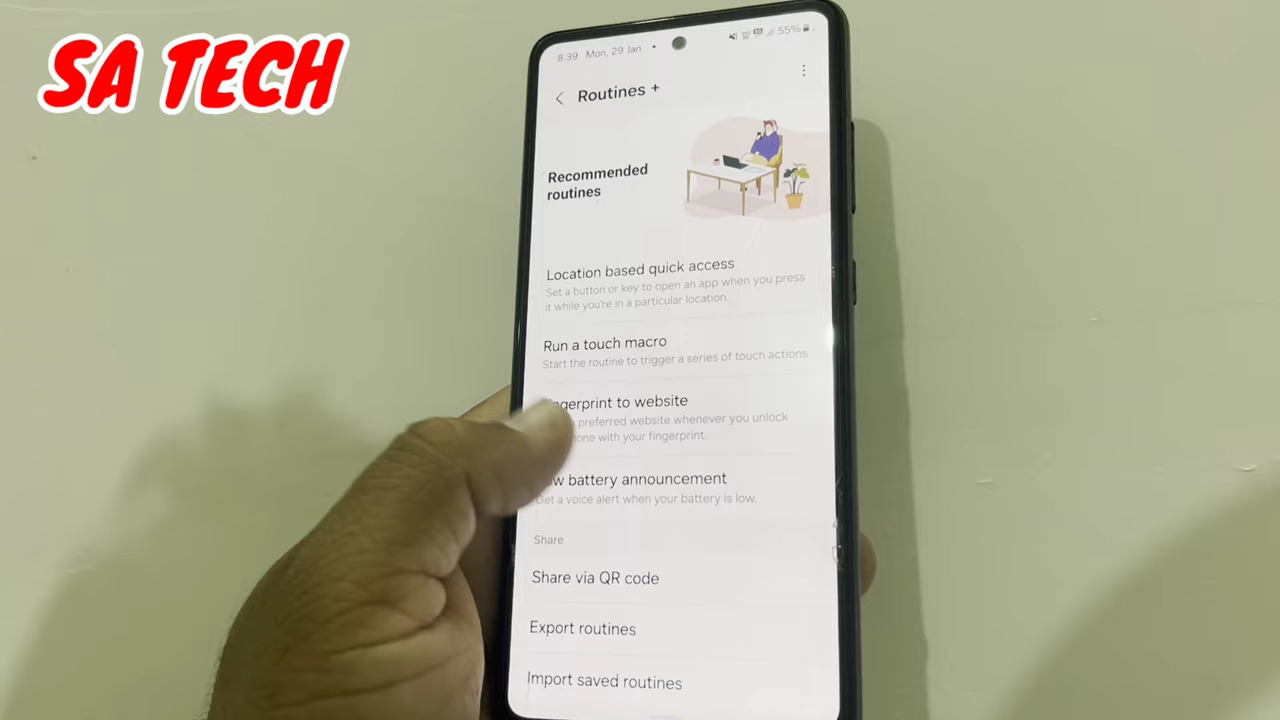 SA TECH
8:39 Mon, 29 Jan
55%
Routines +
Recommended
routines
Location based quick access
Set a button or key to open an app when you press
it while you're in a particular location.
Run a touch macro
Start the routine to trigger a series of touch actions
to website
preferred website whenever you unlock
with your fingerprint.
battery announcement
Get a voice alert when your battery is low.
Share
Share via QR code
Export routines
Import saved routines